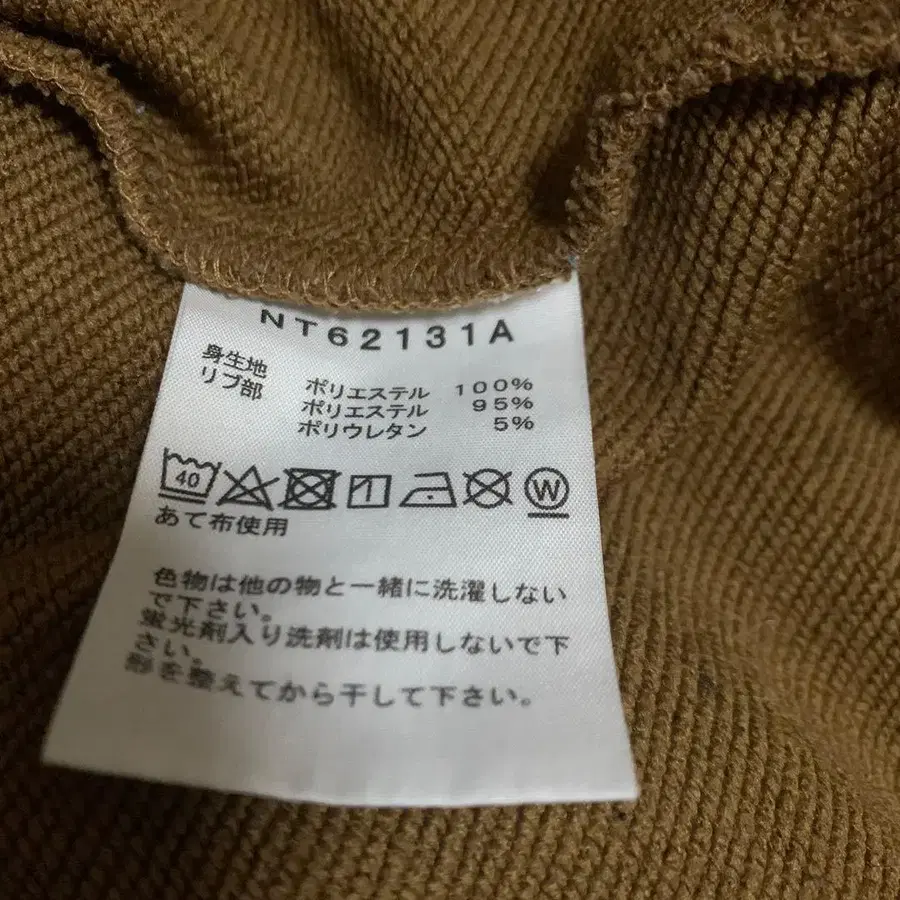 NT62131A
身生地 ポリエステル 100%
リブ部 ポリエステル 95%
ポリウレタン 5%
40 W
あて布使用
色物は他の物と一緒に洗濯しない
で下さい。
蛍光剤入り洗剤は使用しないで下
さい。
形を整えてから干して下さい。